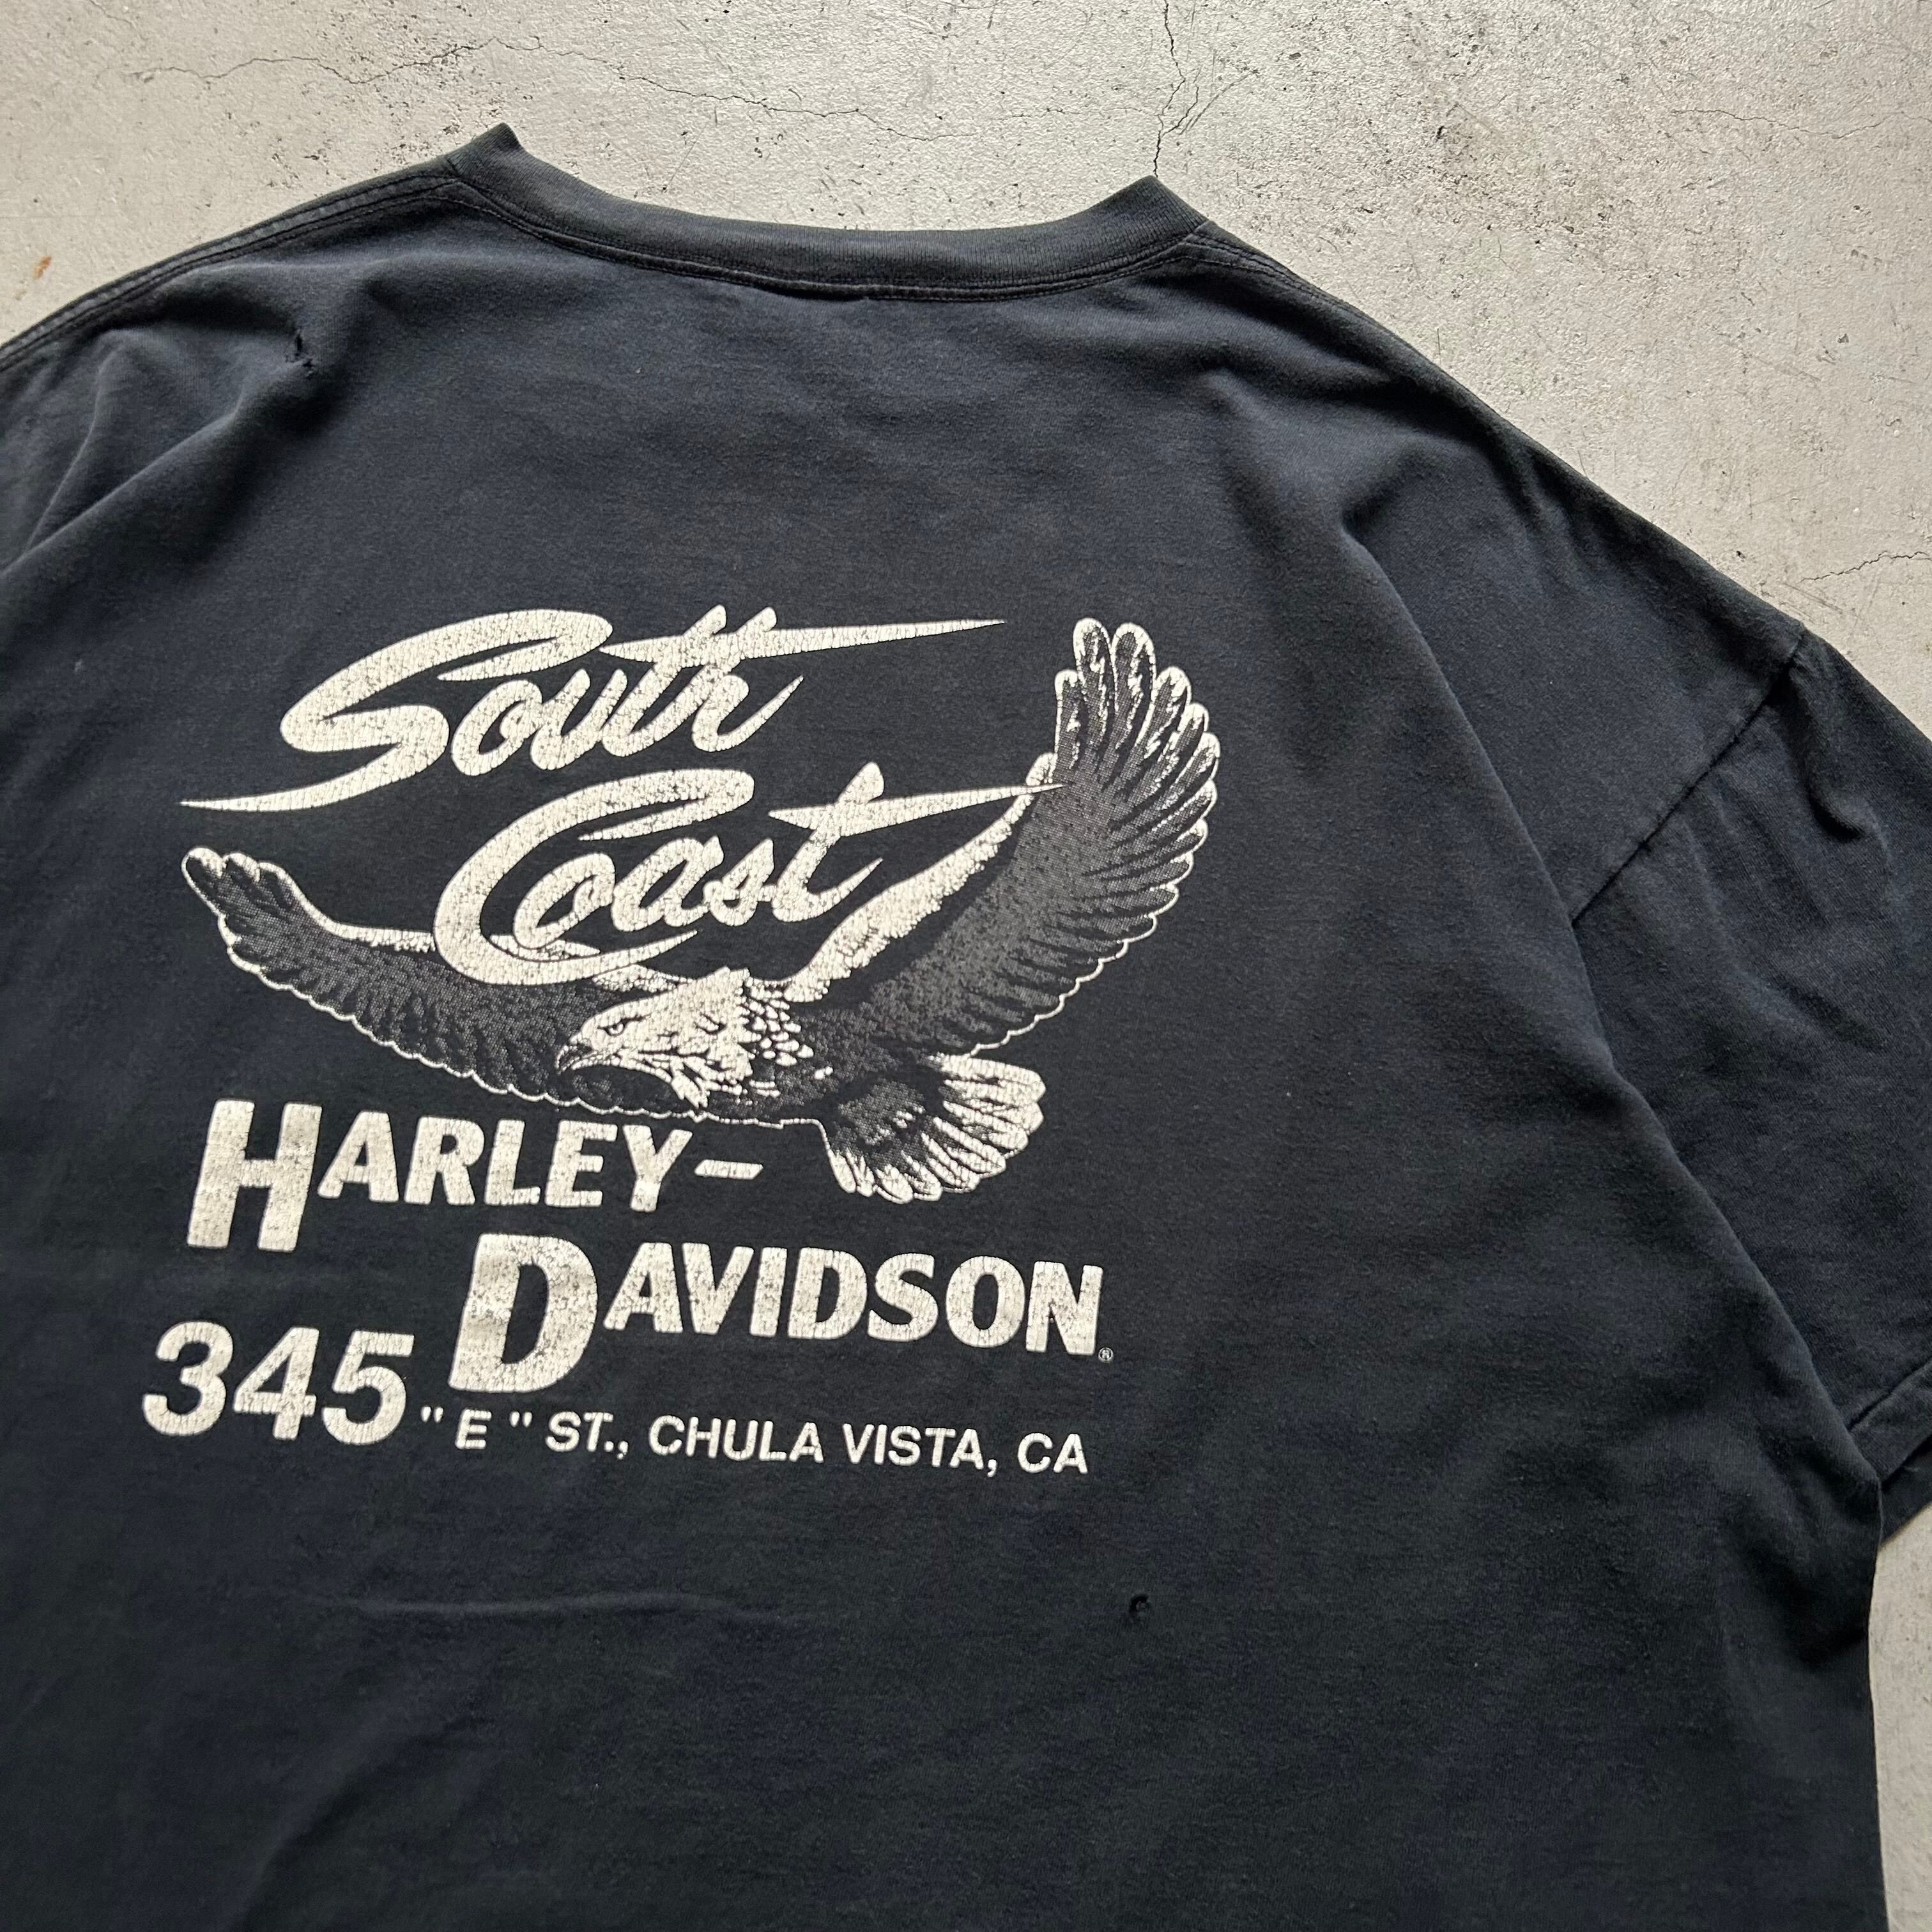 South
Coast
HARLEY-
DAVIDSON®
345 "E" ST., CHULA VISTA, CA